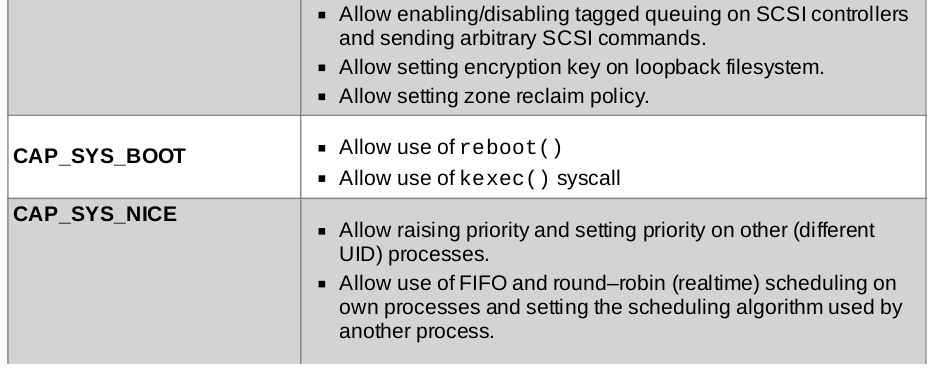 ▪ Allow enabling/disabling tagged queuing on SCSI controllers
and sending arbitrary SCSI commands.
▪ Allow setting encryption key on loopback filesystem.
▪ Allow setting zone reclaim policy.
CAP_SYS_BOOT
▪ Allow use of reboot()
▪ Allow use of kexec() syscall
CAP_SYS_NICE
▪ Allow raising priority and setting priority on other (different
UID) processes.
▪ Allow use of FIFO and round–robin (realtime) scheduling on
own processes and setting the scheduling algorithm used by
another process.